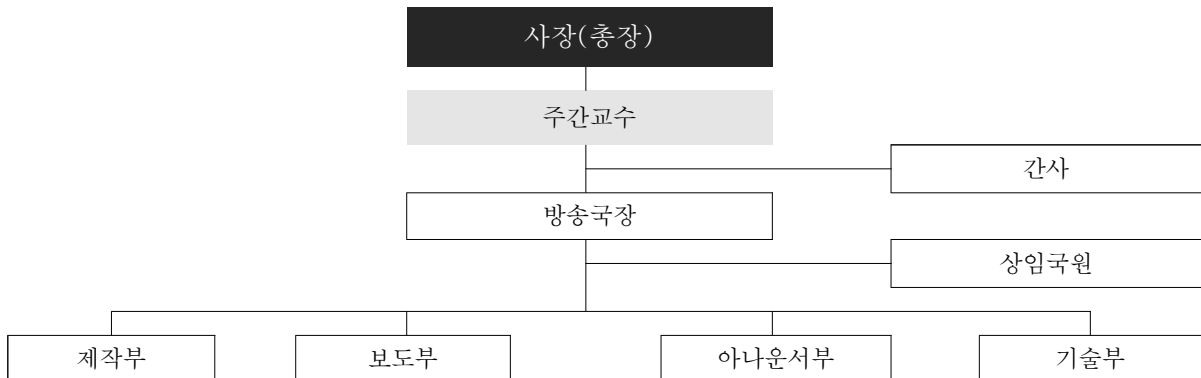 사장(총장)
주간교수
간사
방송국장
상임국원
제작부
보도부
아나운서부
기술부